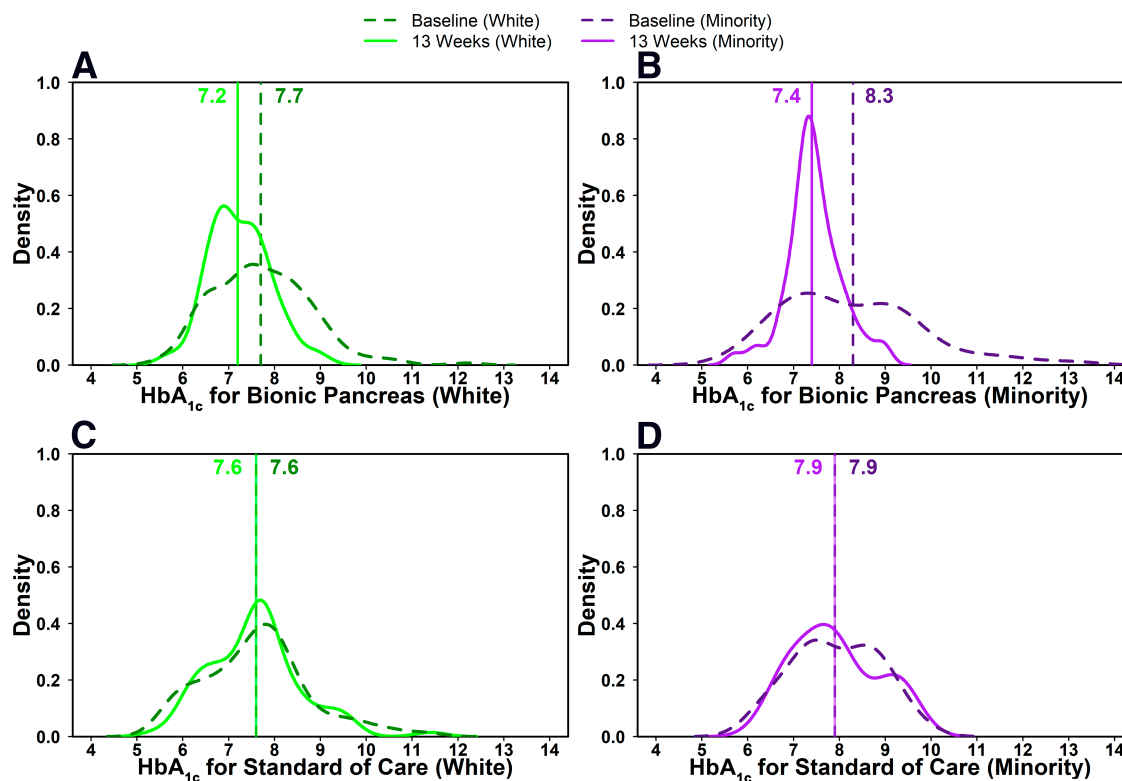 Baseline (White) Baseline (Minority)
13 Weeks (White) 13 Weeks (Minority)
A
7.2 7.7
1.0
0.8
0.6
0.4
0.2
0.0
Density
4 5 6 7 8 9 10 11 12 13 14
HbA1c for Bionic Pancreas (White)
B
7.4 8.3
1.0
0.8
0.6
0.4
0.2
0.0
Density
4 5 6 7 8 9 10 11 12 13 14
HbA1c for Bionic Pancreas (Minority)
C
7.6 7.6
1.0
0.8
0.6
0.4
0.2
0.0
Density
4 5 6 7 8 9 10 11 12 13 14
HbA1c for Standard of Care (White)
D
7.9 7.9
1.0
0.8
0.6
0.4
0.2
0.0
Density
4 5 6 7 8 9 10 11 12 13 14
HbA1c for Standard of Care (Minority)